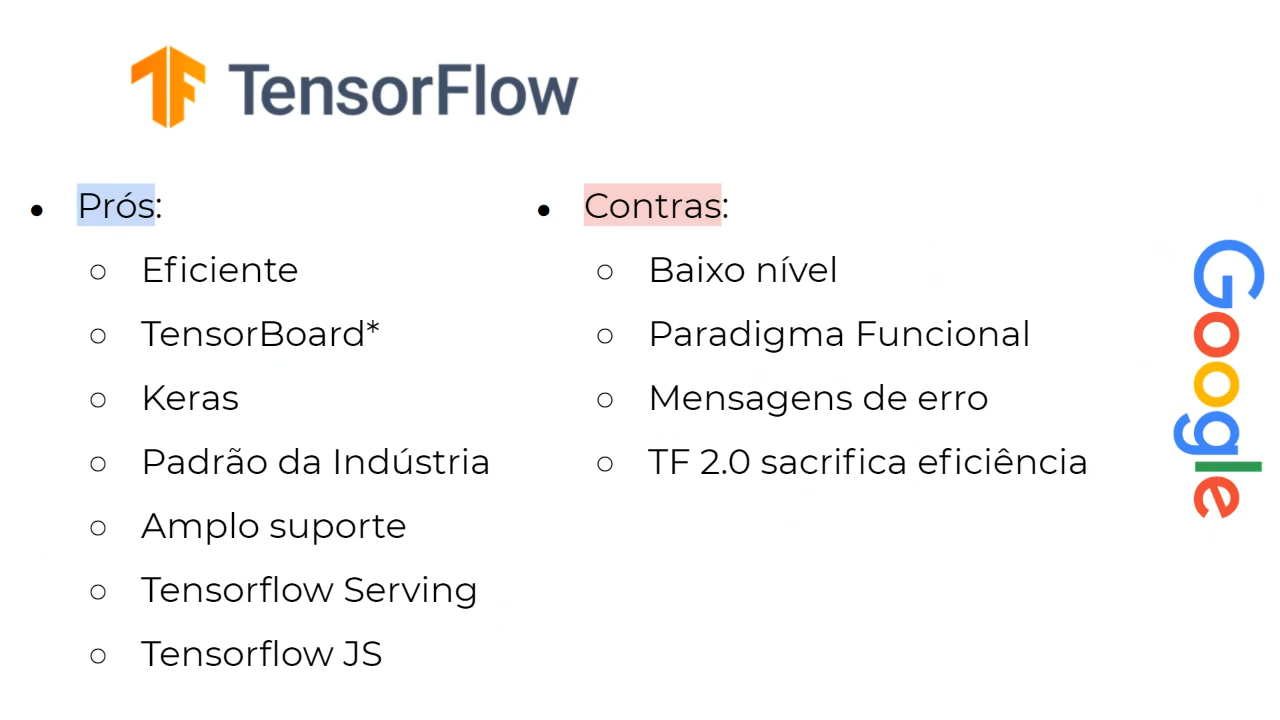 TensorFlow
Prós:
Eficiente
TensorBoard*
Keras
Padrão da Indústria
Amplo suporte
Tensorflow Serving
Tensorflow JS
Contras:
Baixo nível
Paradigma Funcional
Mensagens de erro
TF 2.0 sacrifica eficiência
Google